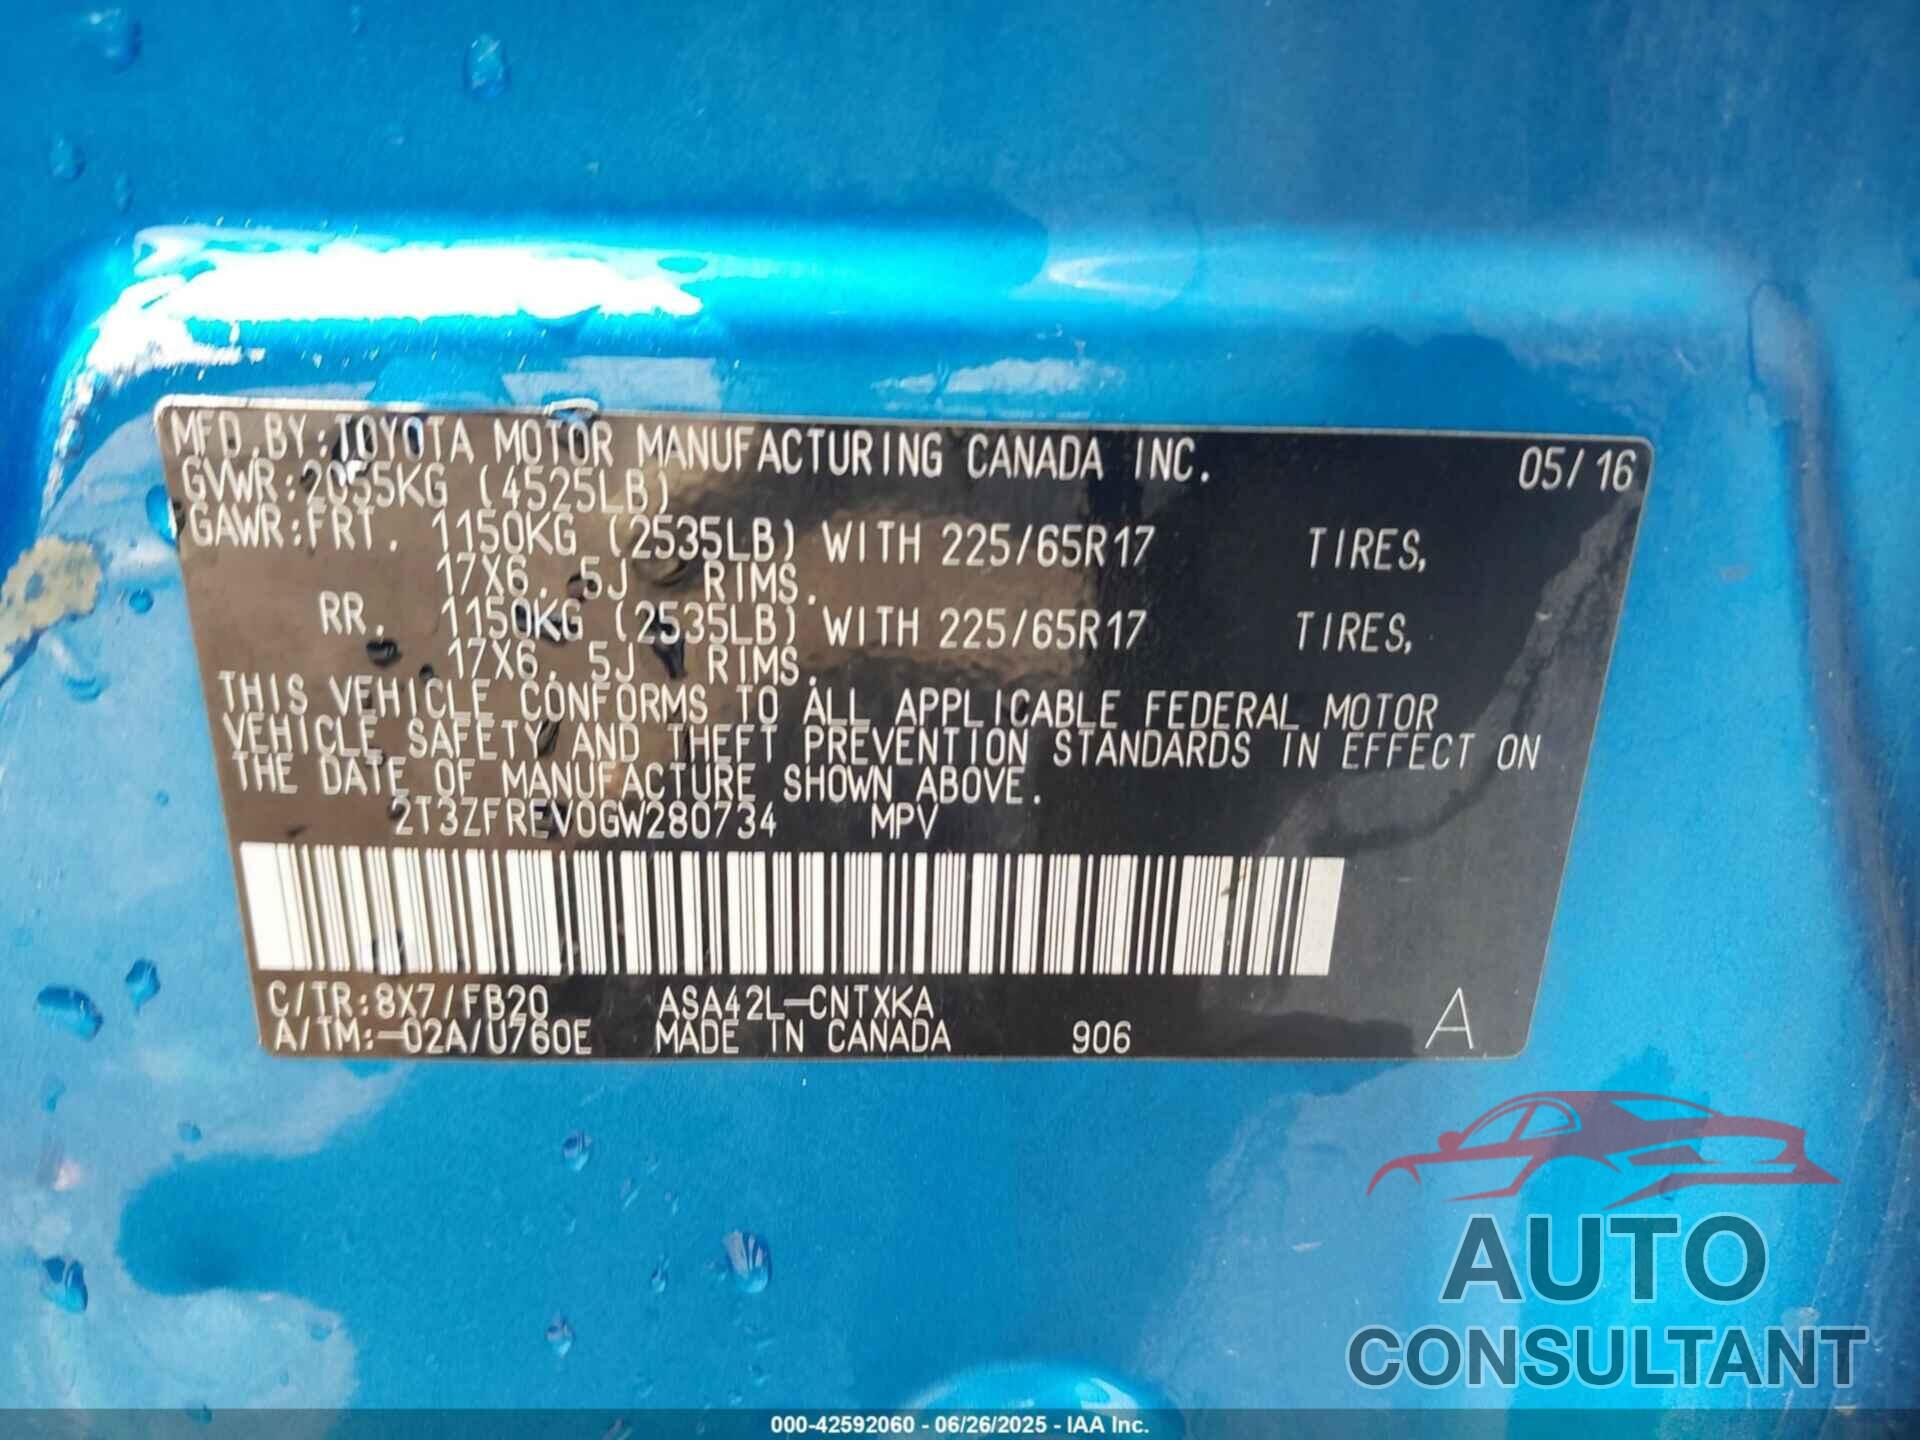 MFD.BY:TOYOTA MOTOR MANUFACTURING CANADA INC. 05/16
GVWR:2055KG (4525LB)
GAWR:FRT. 1150KG (2535LB) WITH 225/65R17 TIRES,
17X6.5J RIMS.
RR. 1150KG (2535LB) WITH 225/65R17 TIRES,
17X6.5J RIMS.
THIS VEHICLE CONFORMS TO ALL APPLICABLE FEDERAL MOTOR
VEHICLE SAFETY AND THEFT PREVENTION STANDARDS IN EFFECT ON
THE DATE OF MANUFACTURE SHOWN ABOVE.
2T3ZFREV0GW280734 MPV
C/TR:8X7/FB20 ASA42L-CNTXKA
A/TM:-02A/U760E MADE IN CANADA 906 A
AUTO
CONSULTANT
000-42592060 - 06/26/2025 - IAA Inc.